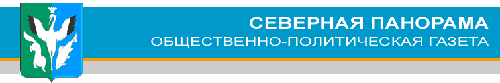 СЕВЕРНАЯ ПАНОРАМА
ОБЩЕСТВЕННО-ПОЛИТИЧЕСКАЯ ГАЗЕТА